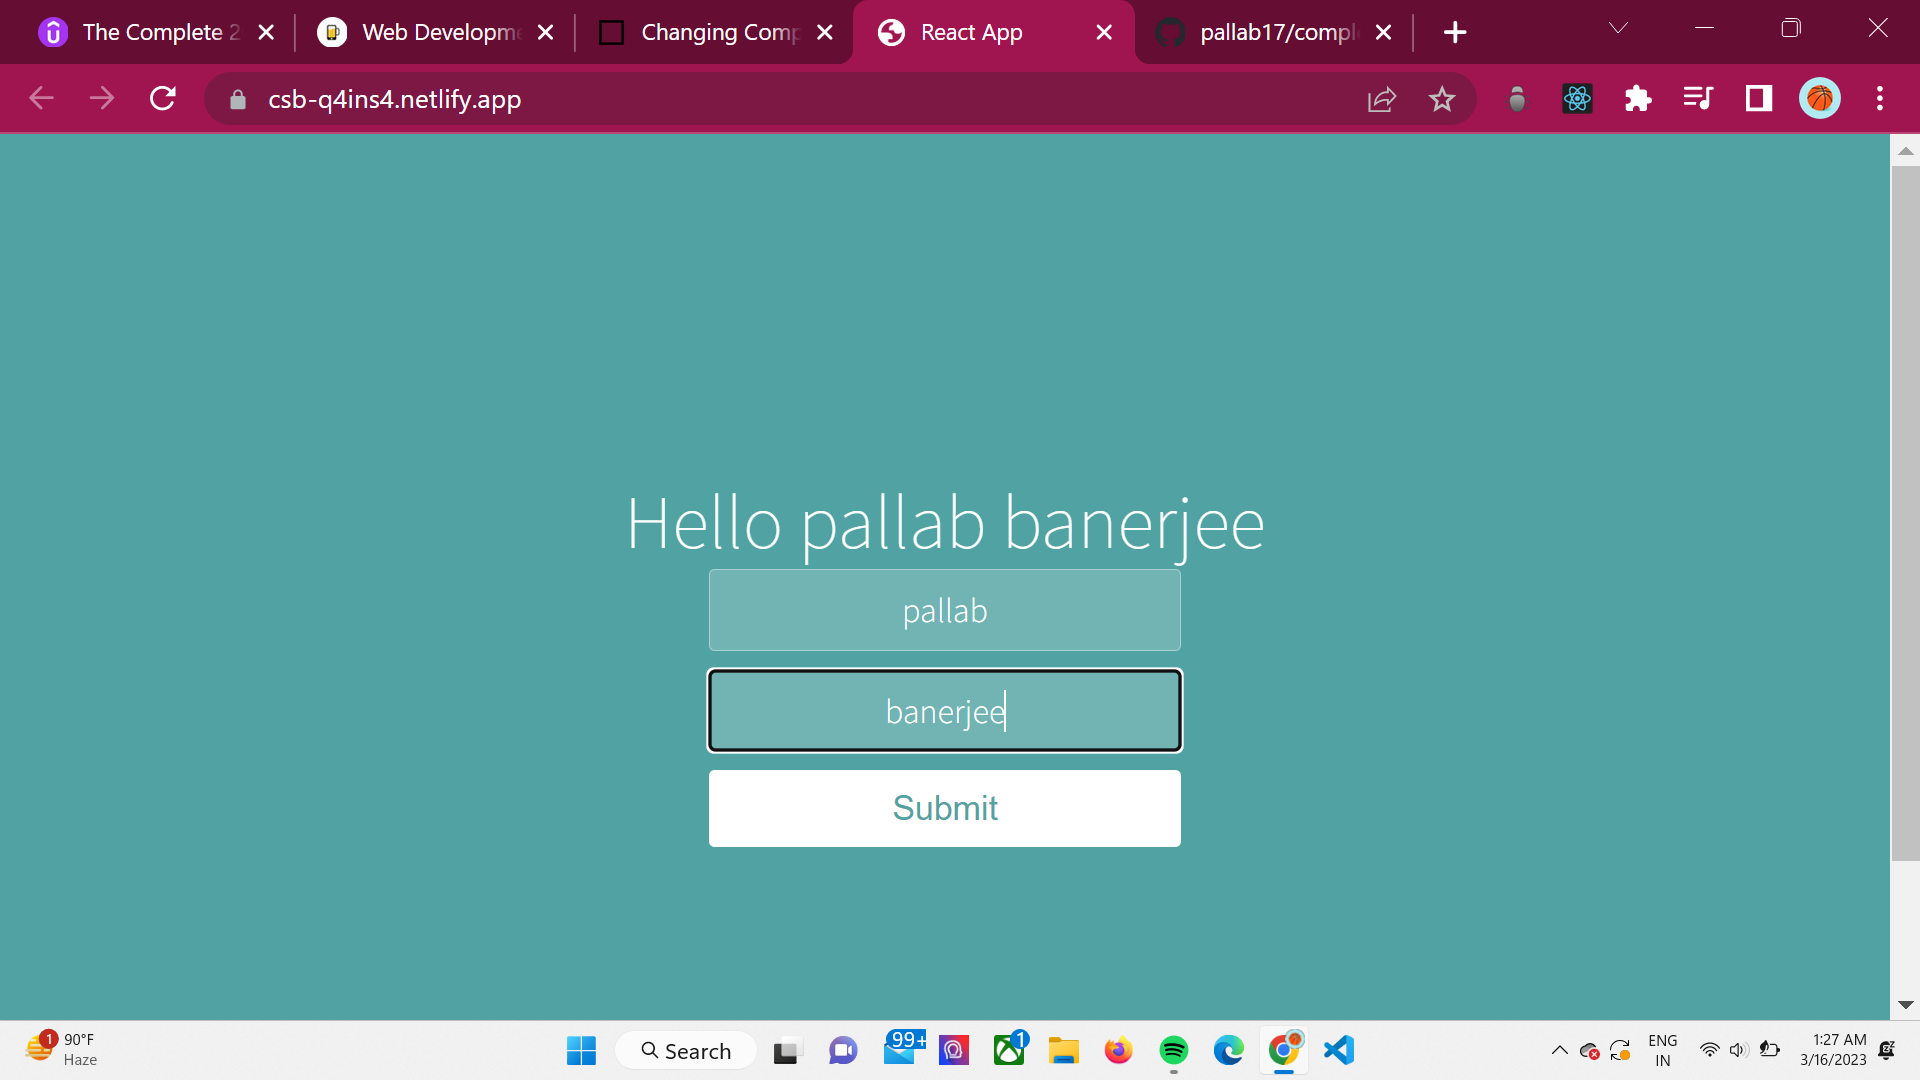 The Complete 2
Web Developme
Changing Comp
React App
pallab17/compl
csb-q4ins4.netlify.app
Hello pallab banerjee
pallab
banerjee
Submit
1
90°F
Haze
Search
99+
1
ENG
IN
1:27 AM
3/16/2023